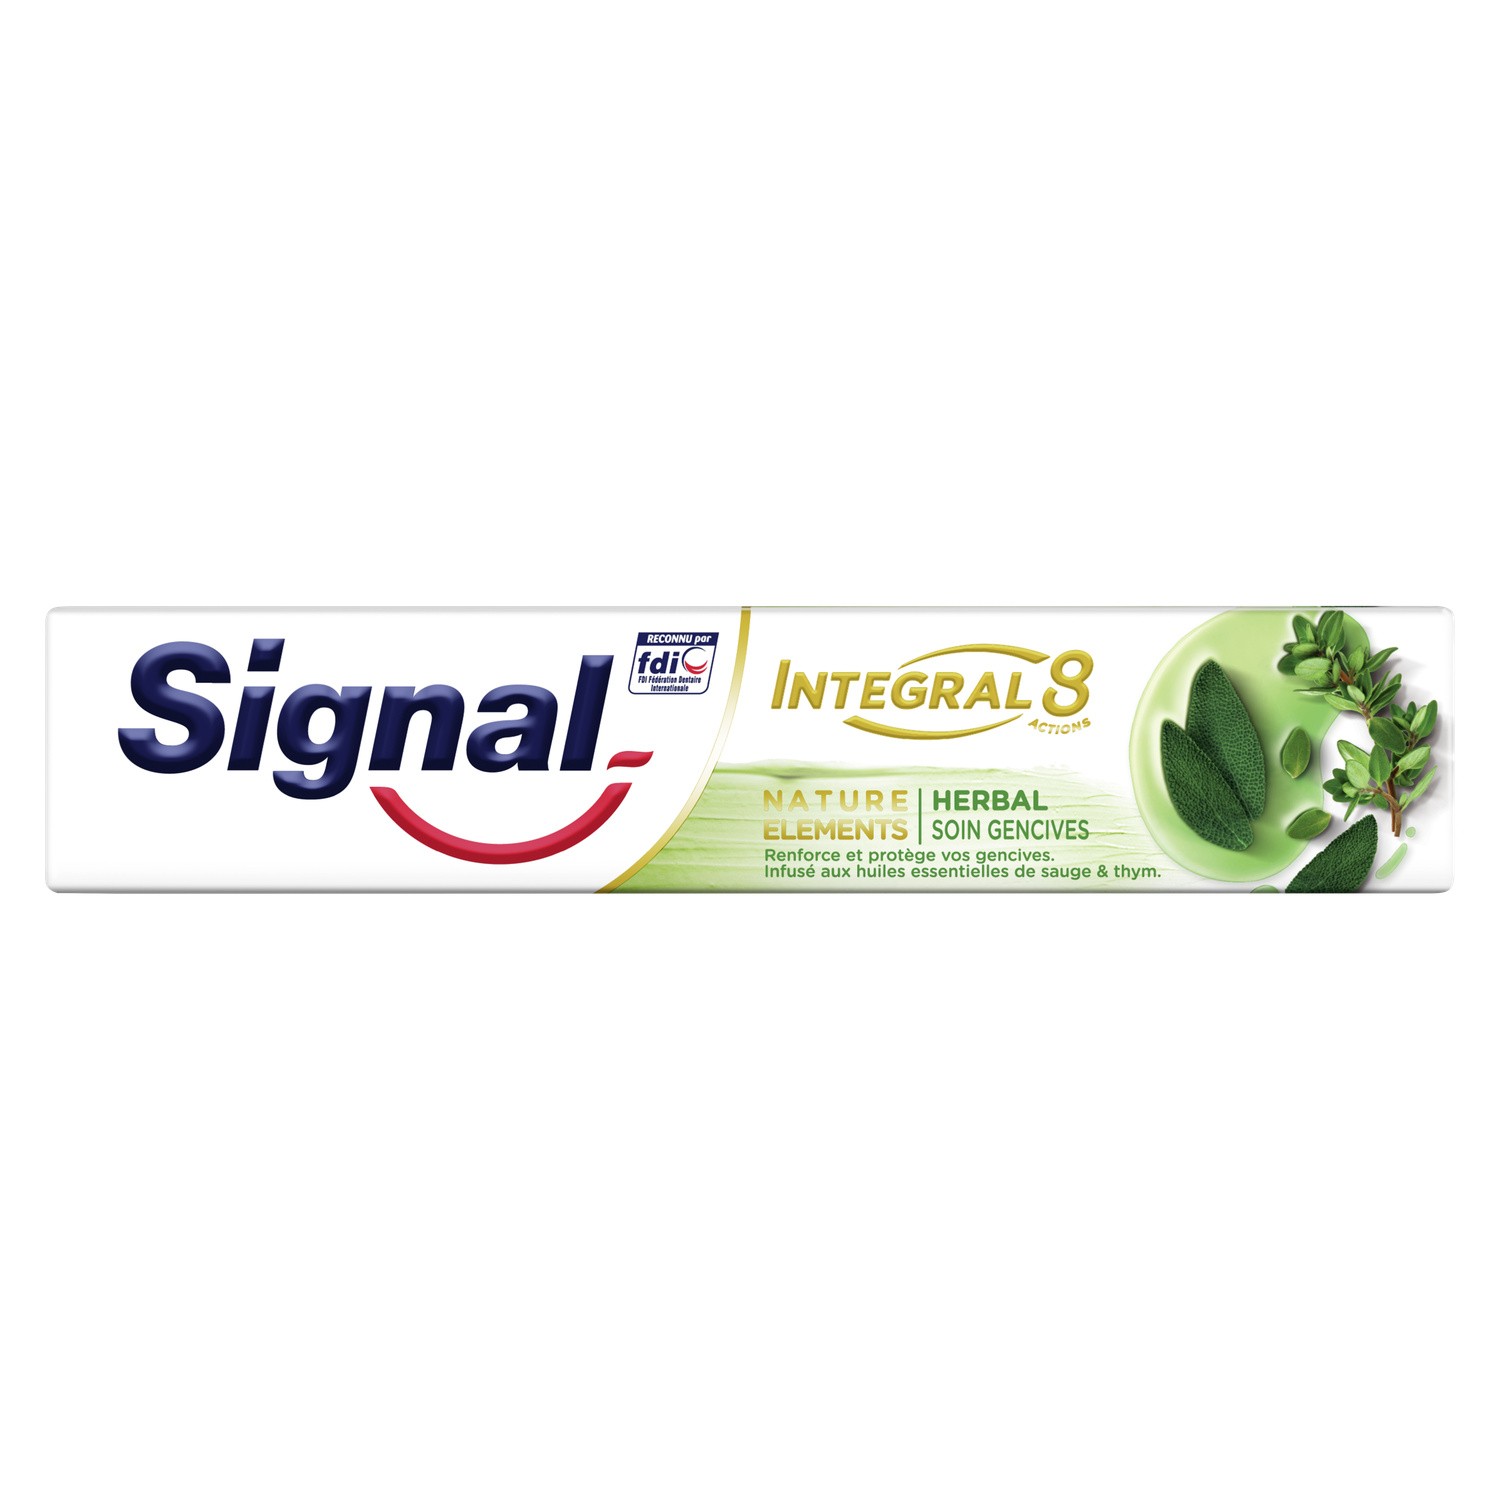 Signal
RECONNU par
fdi
FDI Fédération Dentaire
Internationale
INTEGRAL 8
ACTIONS
NATURE
ELEMENTS
HERBAL
SOIN GENCIVES
Renforce et protège vos gencives.
Infusé aux huiles essentielles de sauge & thym.